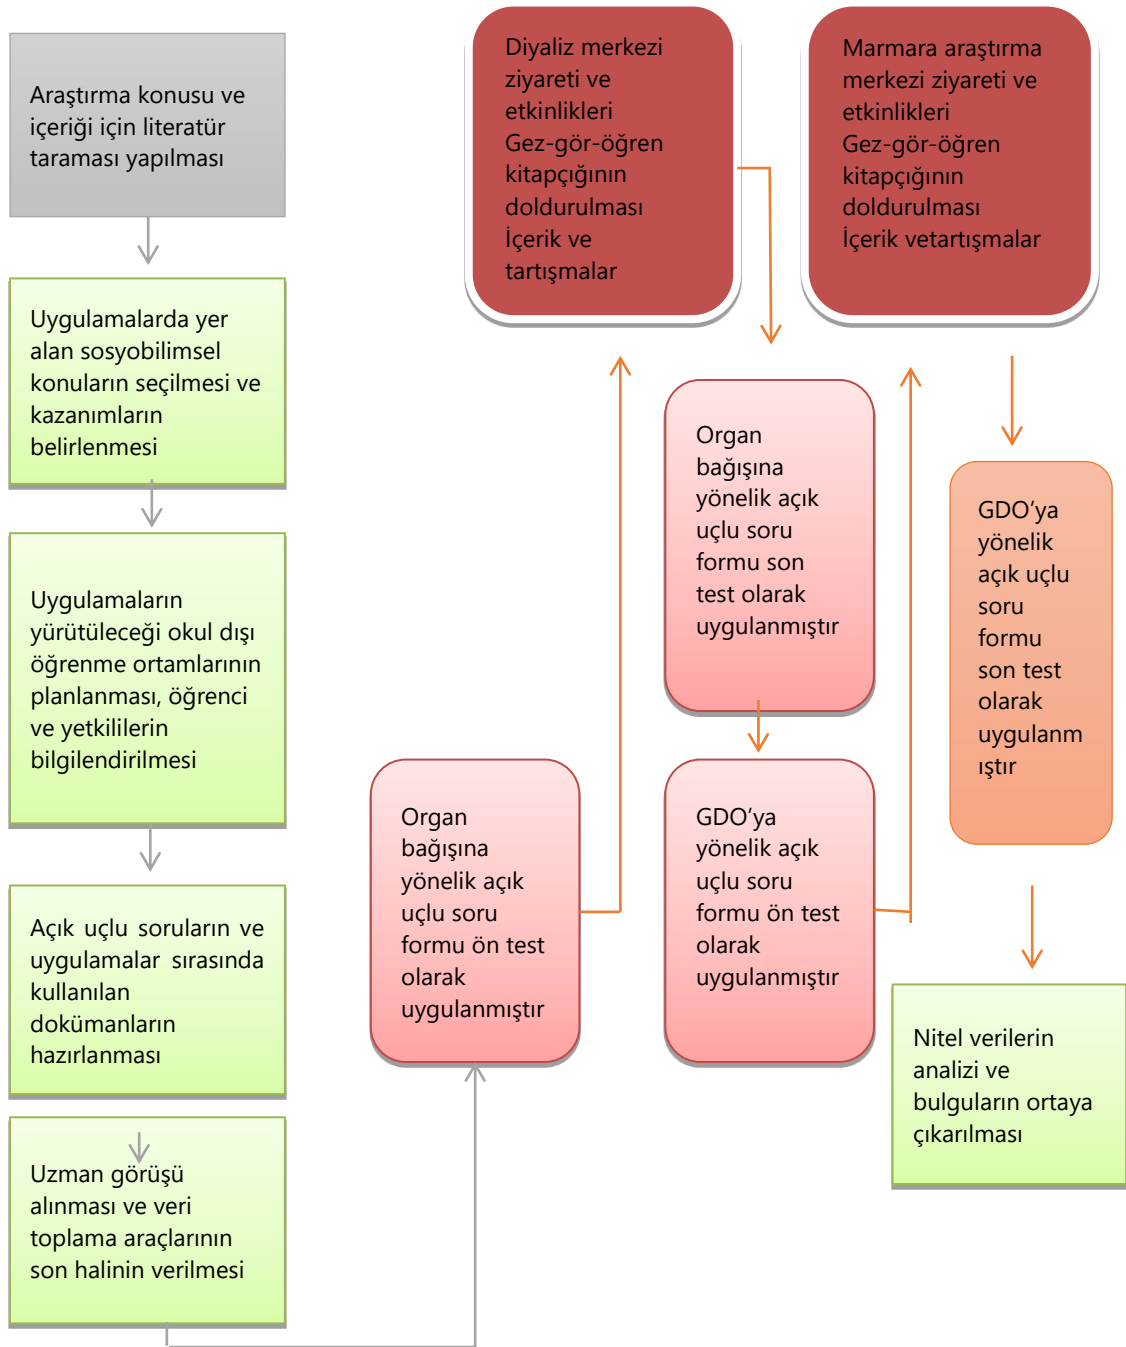 Araştırma konusu ve
içeriği için literatür
taraması yapılması
Uygulamalarda yer
alan sosyobilimsel
konuların seçilmesi ve
kazanımların
belirlenmesi
Uygulamaların
yürütüleceği okul dışı
öğrenme ortamlarının
planlanması, öğrenci
ve yetkililerin
bilgilendirilmesi
Açık uçlu soruların ve
uygulamalar sırasında
kullanılan
dokümanların
hazırlanması
Uzman görüşü
alınması ve veri
toplama araçlarının
son halinin verilmesi
Organ
bağışına
yönelik açık
uçlu soru
formu ön test
olarak
uygulanmıştır
Diyaliz merkezi
ziyareti ve
etkinlikleri
Gez-gör-öğren
kitapçığının
doldurulması
İçerik ve
tartışmalar
Organ
bağışına
yönelik açık
uçlu soru
formu son
test olarak
uygulanmıştır
GDO’ya
yönelik açık
uçlu soru
formu ön test
olarak
uygulanmıştır
Marmara araştırma
merkezi ziyareti ve
etkinlikleri
Gez-gör-öğren
kitapçığının
doldurulması
İçerik vetartışmalar
GDO’ya
yönelik
açık uçlu
soru
formu
son test
olarak
uygulanm
ıştır
Nitel verilerin
analizi ve
bulguların ortaya
çıkarılması